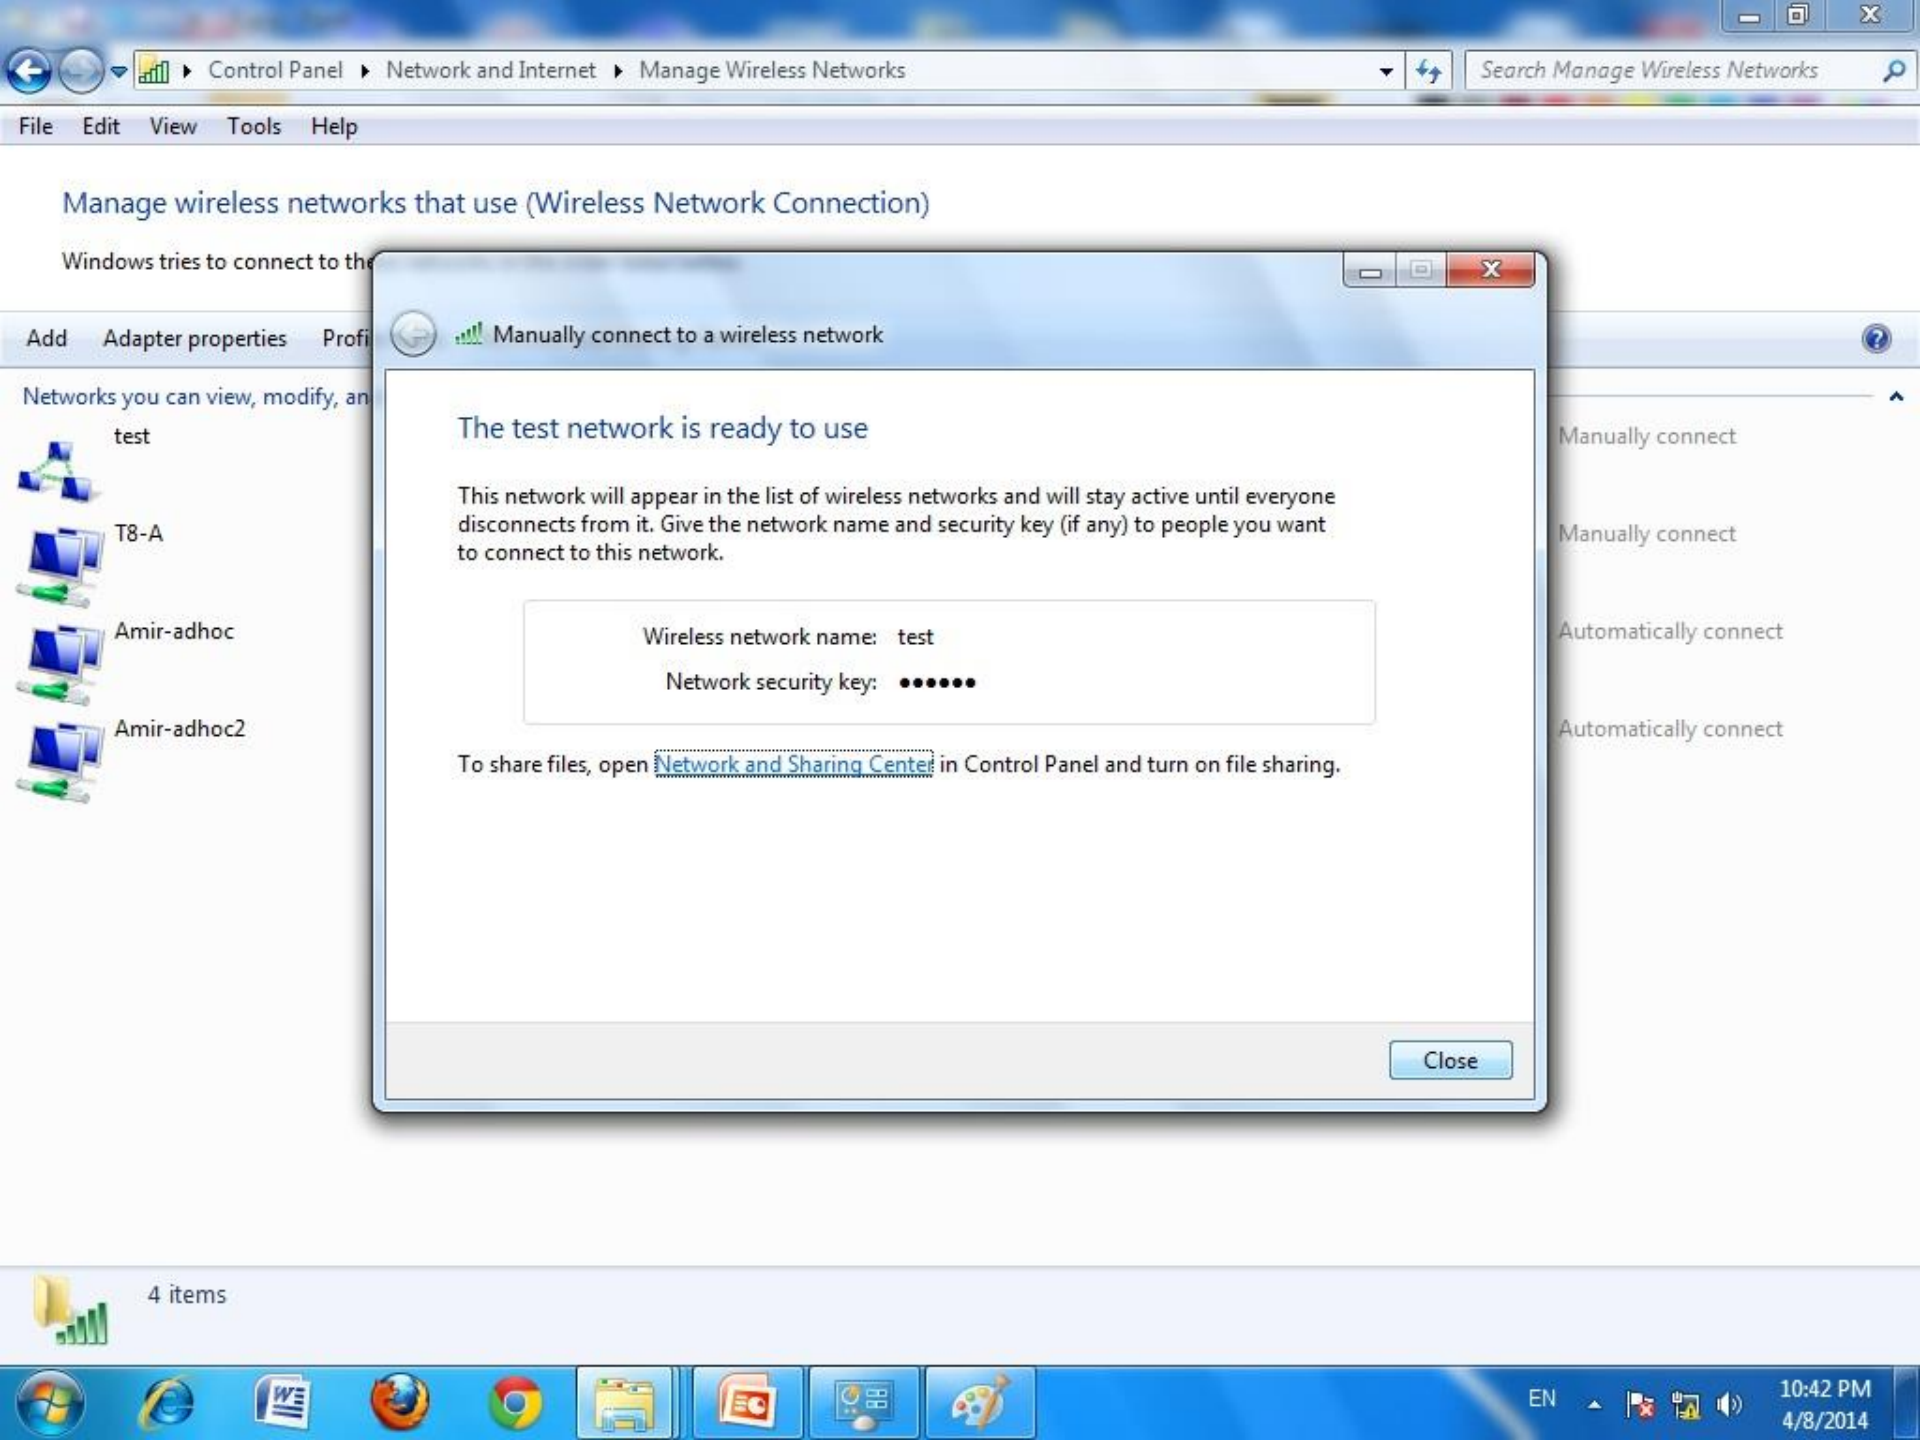 Control Panel ▸ Network and Internet ▸ Manage Wireless Networks
Search Manage Wireless Networks
File Edit View Tools Help
Manage wireless networks that use (Wireless Network Connection)
Windows tries to connect to
Add Adapter properties
Manually connect to a wireless network
Networks you can view, modify,
test
Manually connect
T8-A
Manually connect
Amir-adhoc
Automatically connect
Amir-adhoc2
Automatically connect
The test network is ready to use
This network will appear in the list of wireless networks and will stay active until everyone
disconnects from it. Give the network name and security key (if any) to people you want
to connect to this network.
Wireless network name: test
Network security key: ●●●●●●
To share files, open Network and Sharing Center in Control Panel and turn on file sharing.
Close
4 items
EN
10:42 PM
4/8/2014